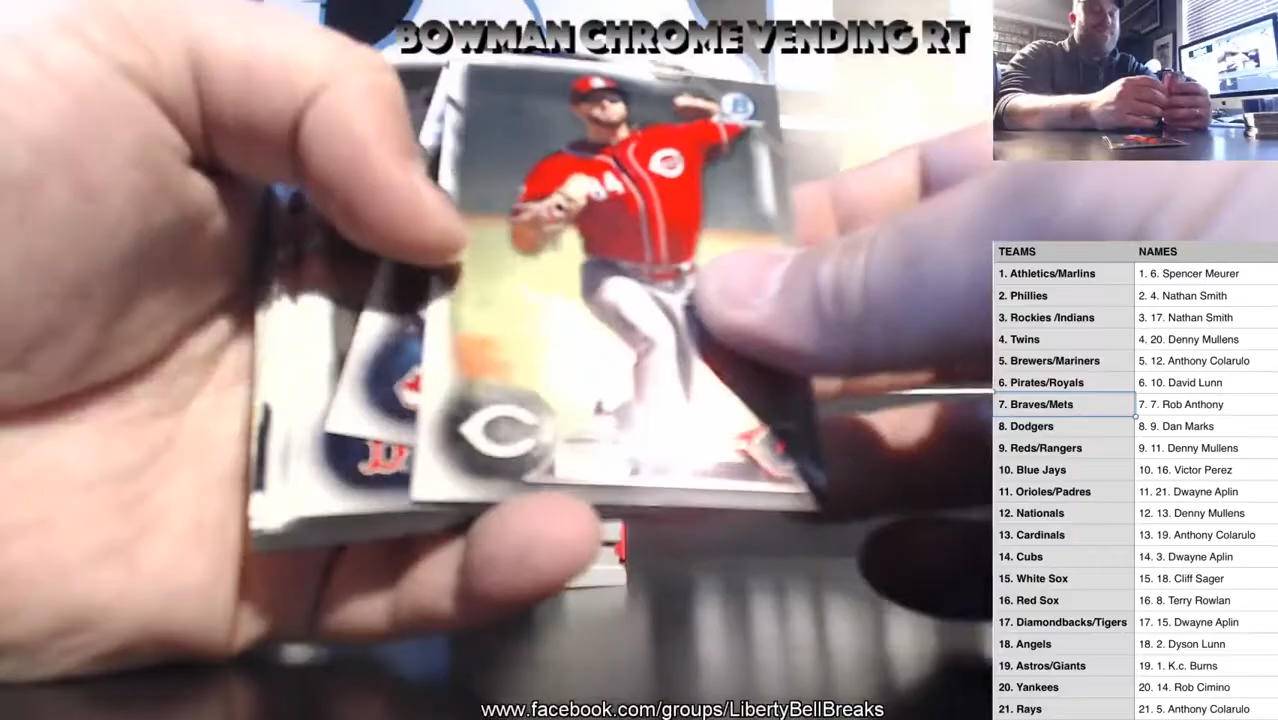 BOWMAN CHROME VENDING RT
B
84
C
TEAMS NAMES
1. Athletics/Marlins 1. 6. Spencer Meurer
2. Phillies 2. 4. Nathan Smith
3. Rockies /Indians 3. 17. Nathan Smith
4. Twins 4. 20. Denny Mullens
5. Brewers/Mariners 5. 12. Anthony Colarulo
6. Pirates/Royals 6. 10. David Lunn
7. Braves/Mets 7. 7. Rob Anthony
8. Dodgers 8. 9. Dan Marks
9. Reds/Rangers 9. 11. Denny Mullens
10. Blue Jays 10. 16. Victor Perez
11. Orioles/Padres 11. 21. Dwayne Aplin
12. Nationals 12. 13. Denny Mullens
13. Cardinals 13. 19. Anthony Colarulo
14. Cubs 14. 3. Dwayne Aplin
15. White Sox 15. 18. Cliff Sager
16. Red Sox 16. 8. Terry Rowlan
17. Diamondbacks/Tigers 17. 15. Dwayne Aplin
18. Angels 18. 2. Dyson Lunn
19. Astros/Giants 19. 1. K.c. Burns
20. Yankees 20. 14. Rob Cimino
21. Rays 21. 5. Anthony Colarulo
www.facebook.com/groups/LibertyBellBreaks